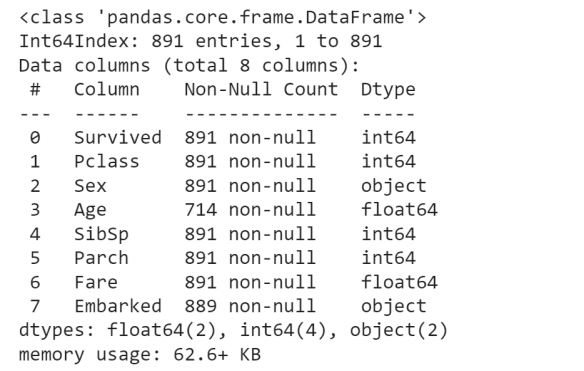 <class 'pandas.core.frame.DataFrame'>
Int64Index: 891 entries, 1 to 891
Data columns (total 8 columns):
 #   Column    Non-Null Count  Dtype
---  ------    --------------  -----
 0   Survived  891 non-null    int64
 1   Pclass    891 non-null    int64
 2   Sex       891 non-null    object
 3   Age       714 non-null    float64
 4   SibSp     891 non-null    int64
 5   Parch     891 non-null    int64
 6   Fare      891 non-null    float64
 7   Embarked  889 non-null    object
dtypes: float64(2), int64(4), object(2)
memory usage: 62.6+ KB